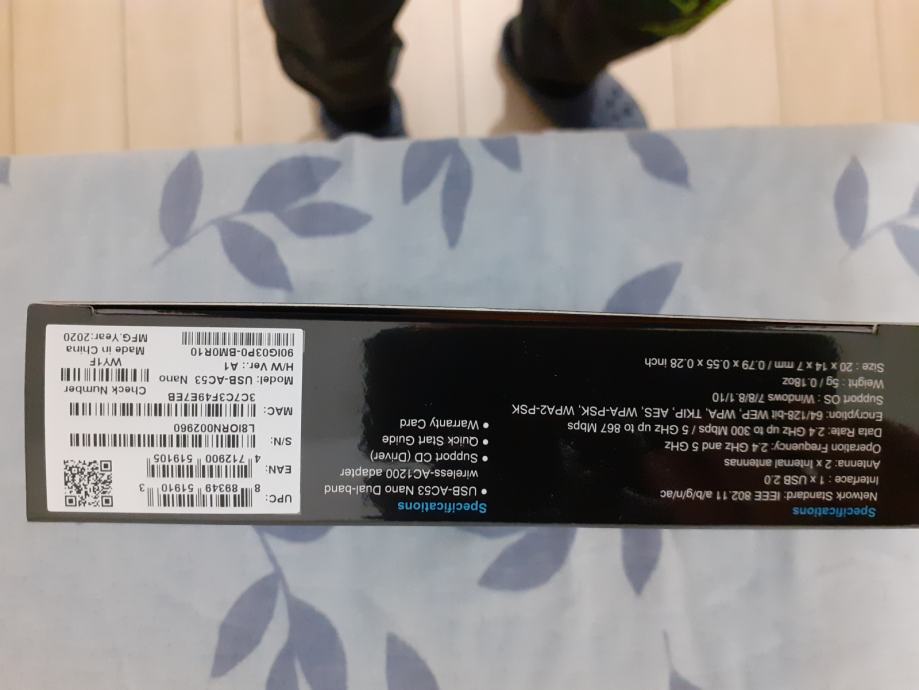 Specifications
Network Standard: IEEE 802.11 a/b/g/n/ac
Interface : 1 x USB 2.0
Antenna: 2 x Internal antennas
Operation Frequency: 2.4 GHz and 5 GHz
Data Rate: 2.4 GHz up to 300 Mbps / 5 GHz up to 867 Mbps
Encryption: 64/128-bit WEP, WPA, TKIP, AES, WPA-PSK, WPA2-PSK
Support OS : Windows 7/8/8.1/10
Weight : 5g / 0.18oz
Size : 20 x 14 x 7 mm / 0.79 x 0.55 x 0.28 inch
Specifications
• USB-AC53 Nano Dual-band
wireless-AC1200 adapter
• Support CD (Driver)
• Quick Start Guide
• Warranty Card
UPC: 8 89349 51910 3
EAN: 4 712900 519105
S/N: L8IORN002960
MAC: 3C7C3F49E7EB
Model: USB-AC53 Nano
H/W Ver.: A1
90IG03P0-BM0R10
Check Number
WY1F
Made in China
MFG.Year:2020